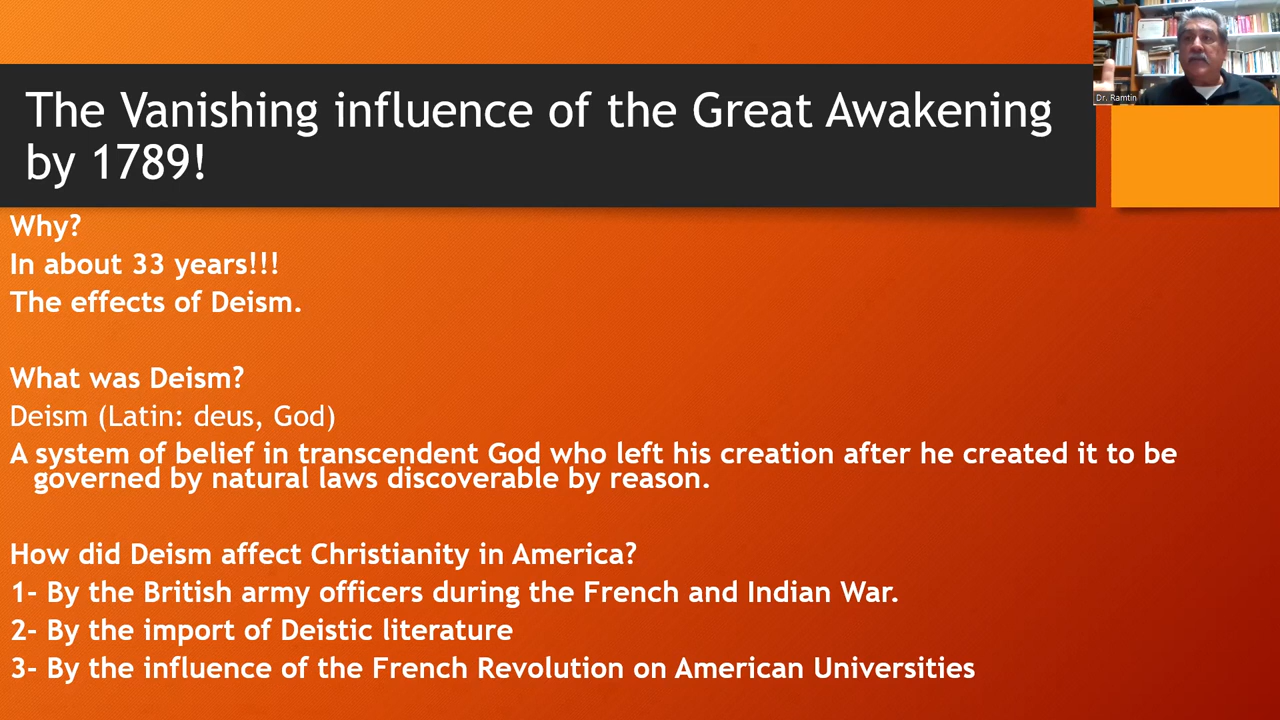 Dr. Ramtin
The Vanishing influence of the Great Awakening
by 1789!
Why?
In about 33 years!!!
The effects of Deism.
What was Deism?
Deism (Latin: deus, God)
A system of belief in transcendent God who left his creation after he created it to be
governed by natural laws discoverable by reason.
How did Deism affect Christianity in America?
1- By the British army officers during the French and Indian War.
2- By the import of Deistic literature
3- By the influence of the French Revolution on American Universities